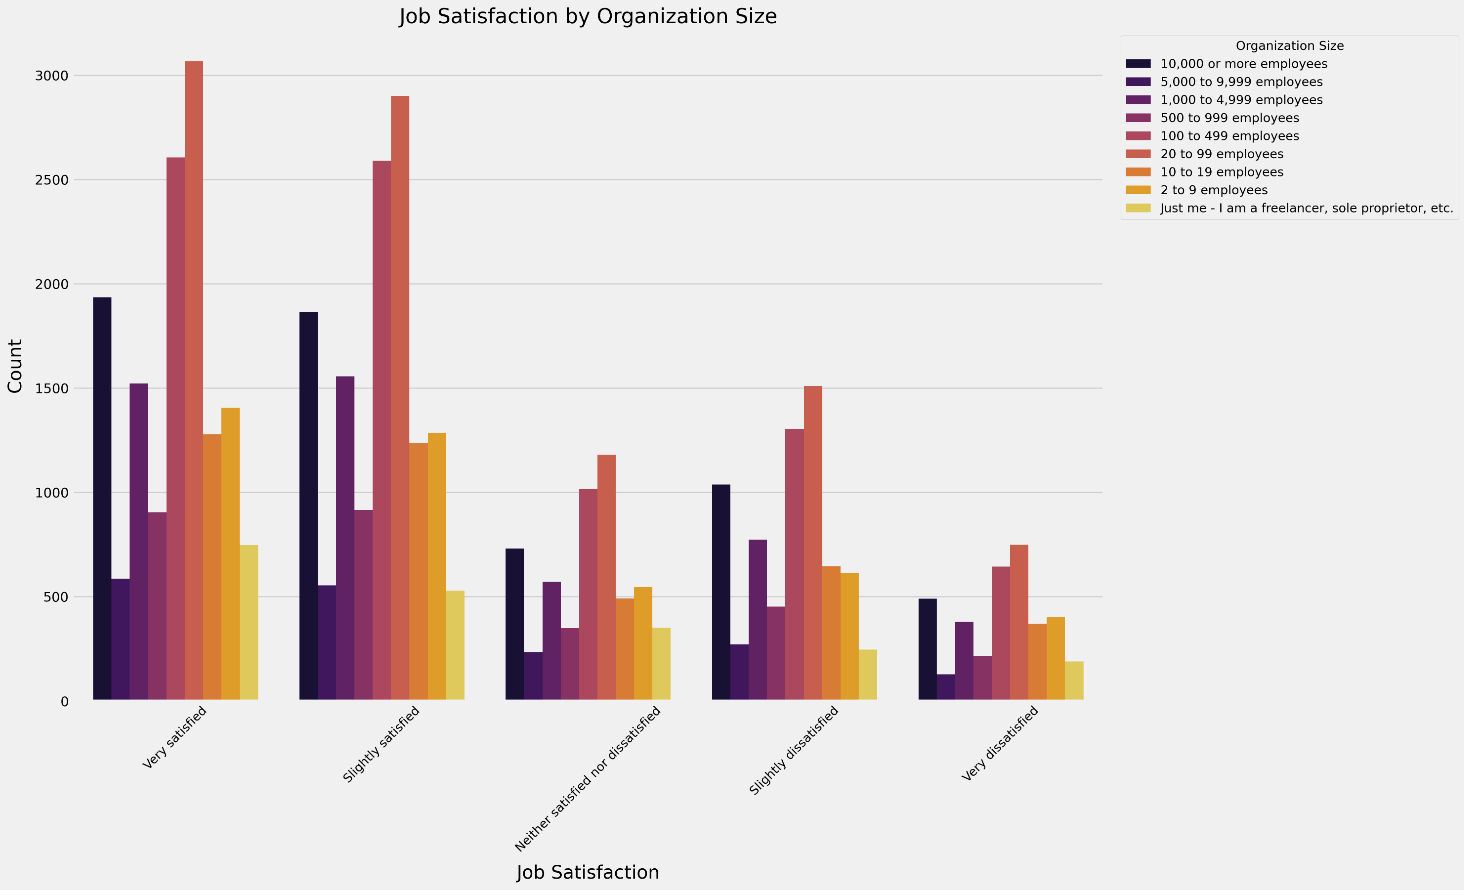 Job Satisfaction by Organization Size
Organization Size
10,000 or more employees
5,000 to 9,999 employees
1,000 to 4,999 employees
500 to 999 employees
100 to 499 employees
20 to 99 employees
10 to 19 employees
2 to 9 employees
Just me - I am a freelancer, sole proprietor, etc.
Count
3000
2500
2000
1500
1000
500
0
Very satisfied
Slightly satisfied
Neither satisfied nor dissatisfied
Slightly dissatisfied
Very dissatisfied
Job Satisfaction